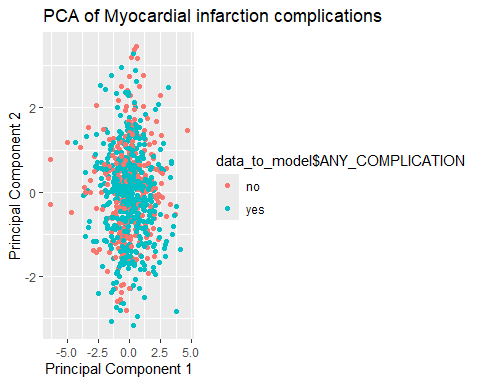 PCA of Myocardial infarction complications
Principal Component 2
2
0
-2
-5.0 -2.5 0.0 2.5 5.0
Principal Component 1
data_to_model$ANY_COMPLICATION
no
yes